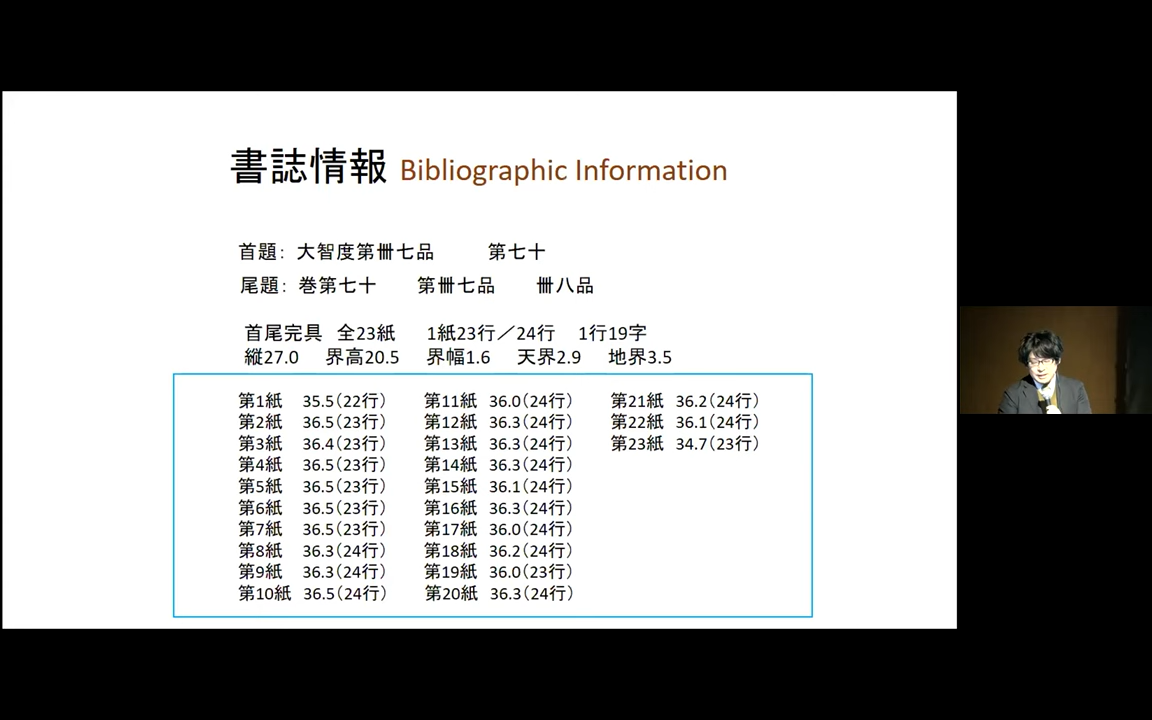 書誌情報 Bibliographic Information
首題: 大智度第卌七品 第七十
尾題: 巻第七十 第卌七品 卌八品
首尾完具 全23紙 1紙23行／24行 1行19字
縦27.0 界高20.5 界幅1.6 天界2.9 地界3.5
第1紙 35.5(22行)
第2紙 36.5(23行)
第3紙 36.4(23行)
第4紙 36.5(23行)
第5紙 36.5(23行)
第6紙 36.5(23行)
第7紙 36.5(23行)
第8紙 36.3(24行)
第9紙 36.3(24行)
第10紙 36.5(24行)
第11紙 36.0(24行)
第12紙 36.3(24行)
第13紙 36.3(24行)
第14紙 36.3(24行)
第15紙 36.1(24行)
第16紙 36.3(24行)
第17紙 36.0(24行)
第18紙 36.2(24行)
第19紙 36.0(23行)
第20紙 36.3(24行)
第21紙 36.2(24行)
第22紙 36.1(24行)
第23紙 34.7(23行)